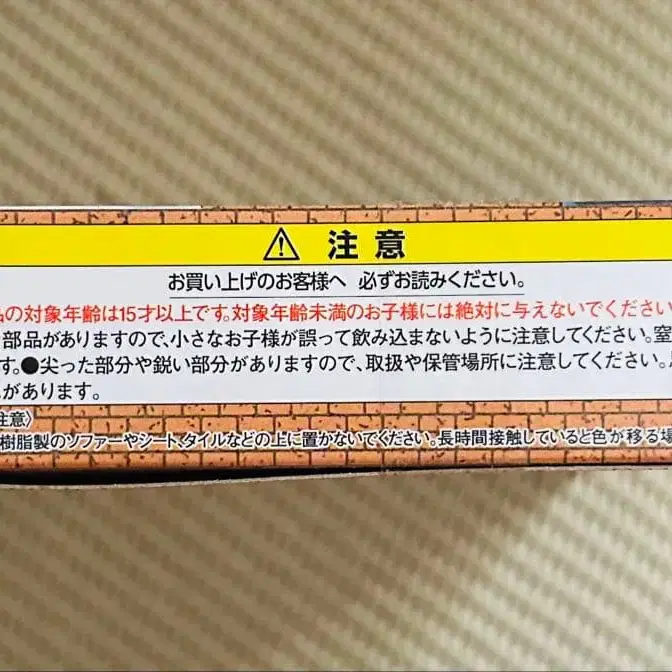 ⚠ 注意
お買い上げのお客様へ 必ずお読みください。
の対象年齢は15才以上です。対象年齢未満のお子様には絶対に与えないでください
部品がありますので、小さなお子様が誤って飲み込まないように注意してください。室
す。●尖った部分や鋭い部分がありますので、取扱や保管場所に注意してください。
があります。
注意〉
樹脂製のソファーやシート、タイルなどの上に置かないでください。長時間接触していると色が移る場